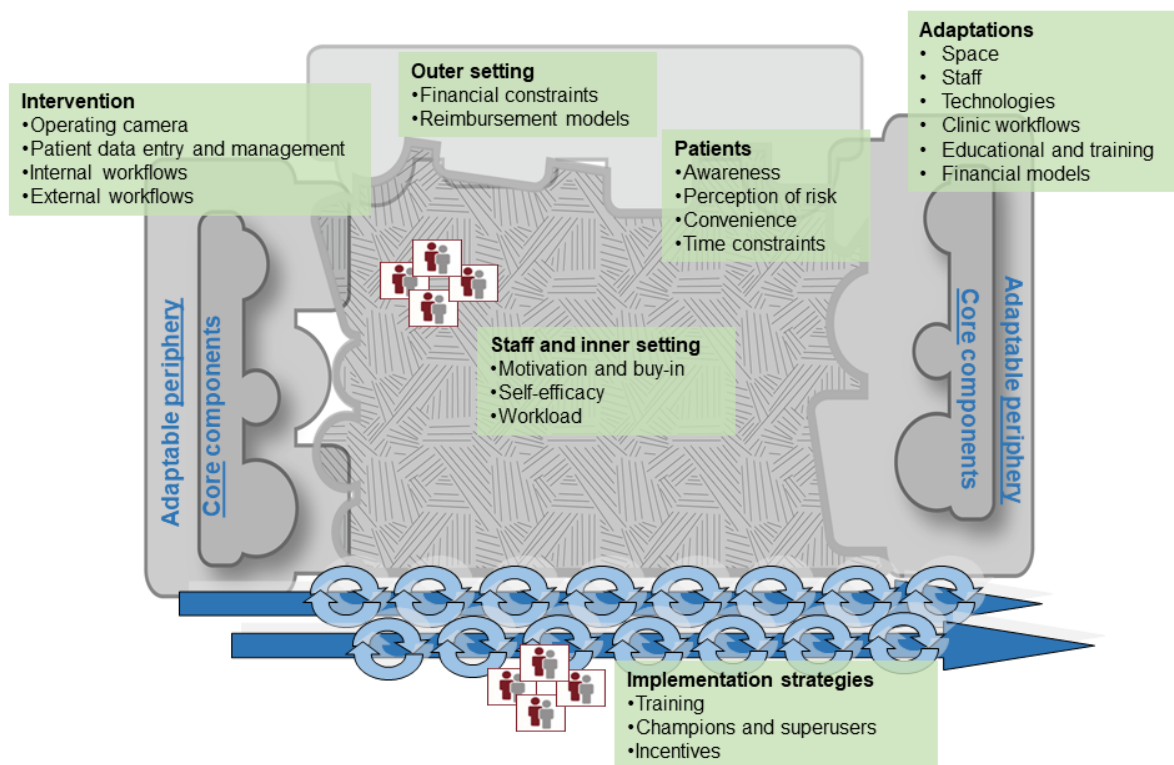 Intervention
•Operating camera
•Patient data entry and management
•Internal workflows
•External workflows
Outer setting
•Financial constraints
•Reimbursement models
Patients
•Awareness
•Perception of risk
•Convenience
•Time constraints
Adaptations
• Space
• Staff
• Technologies
• Clinic workflows
• Educational and training
• Financial models
Staff and inner setting
•Motivation and buy-in
•Self-efficacy
•Workload
Adaptable periphery
Core components
Core components
Adaptable periphery
Implementation strategies
•Training
•Champions and superusers
•Incentives